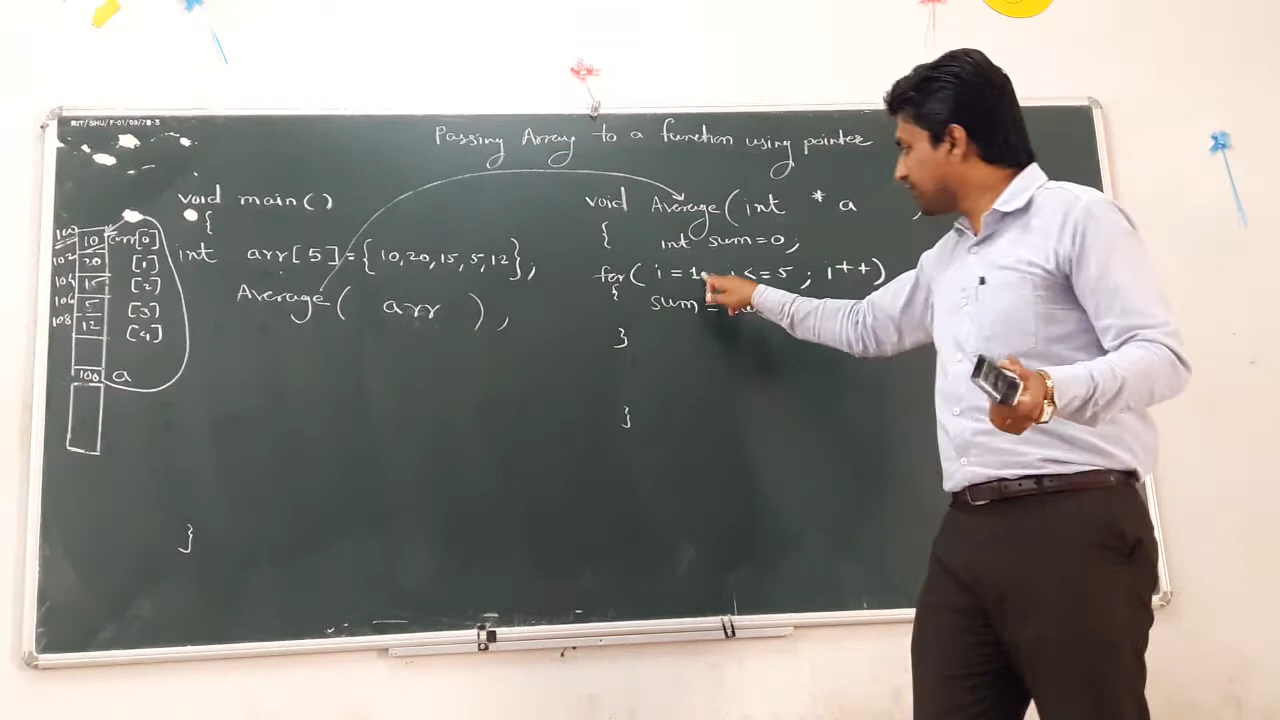 RIT/SHU/F-01/03/7B-3
Passing Array to a function using pointer
void main()
{
int arr[5]={10,20,15,5,12};
Average( arr );
}
100 10 arr[0]
102 20 [1]
104 15 [2]
106 5 [3]
108 12 [4]
100 a
void Average(int * a ,
{ int sum=0;
for( i=1 i<=5 ; i++)
{
sum =
}
}